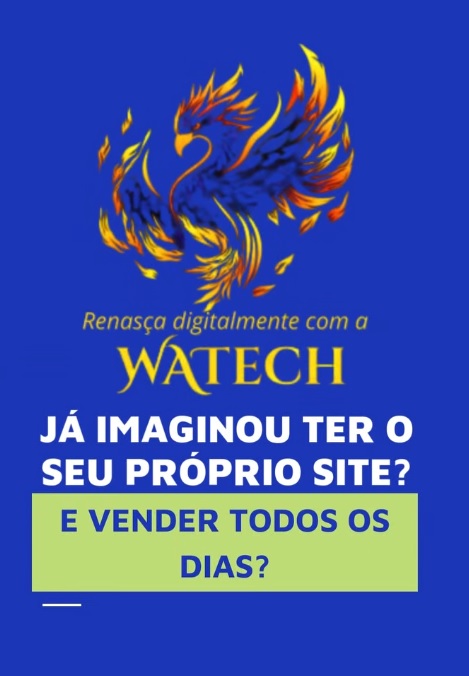 Renasça digitalmente com a
WATECH
JÁ IMAGINOU TER O
SEU PRÓPRIO SITE?
E VENDER TODOS OS
DIAS?